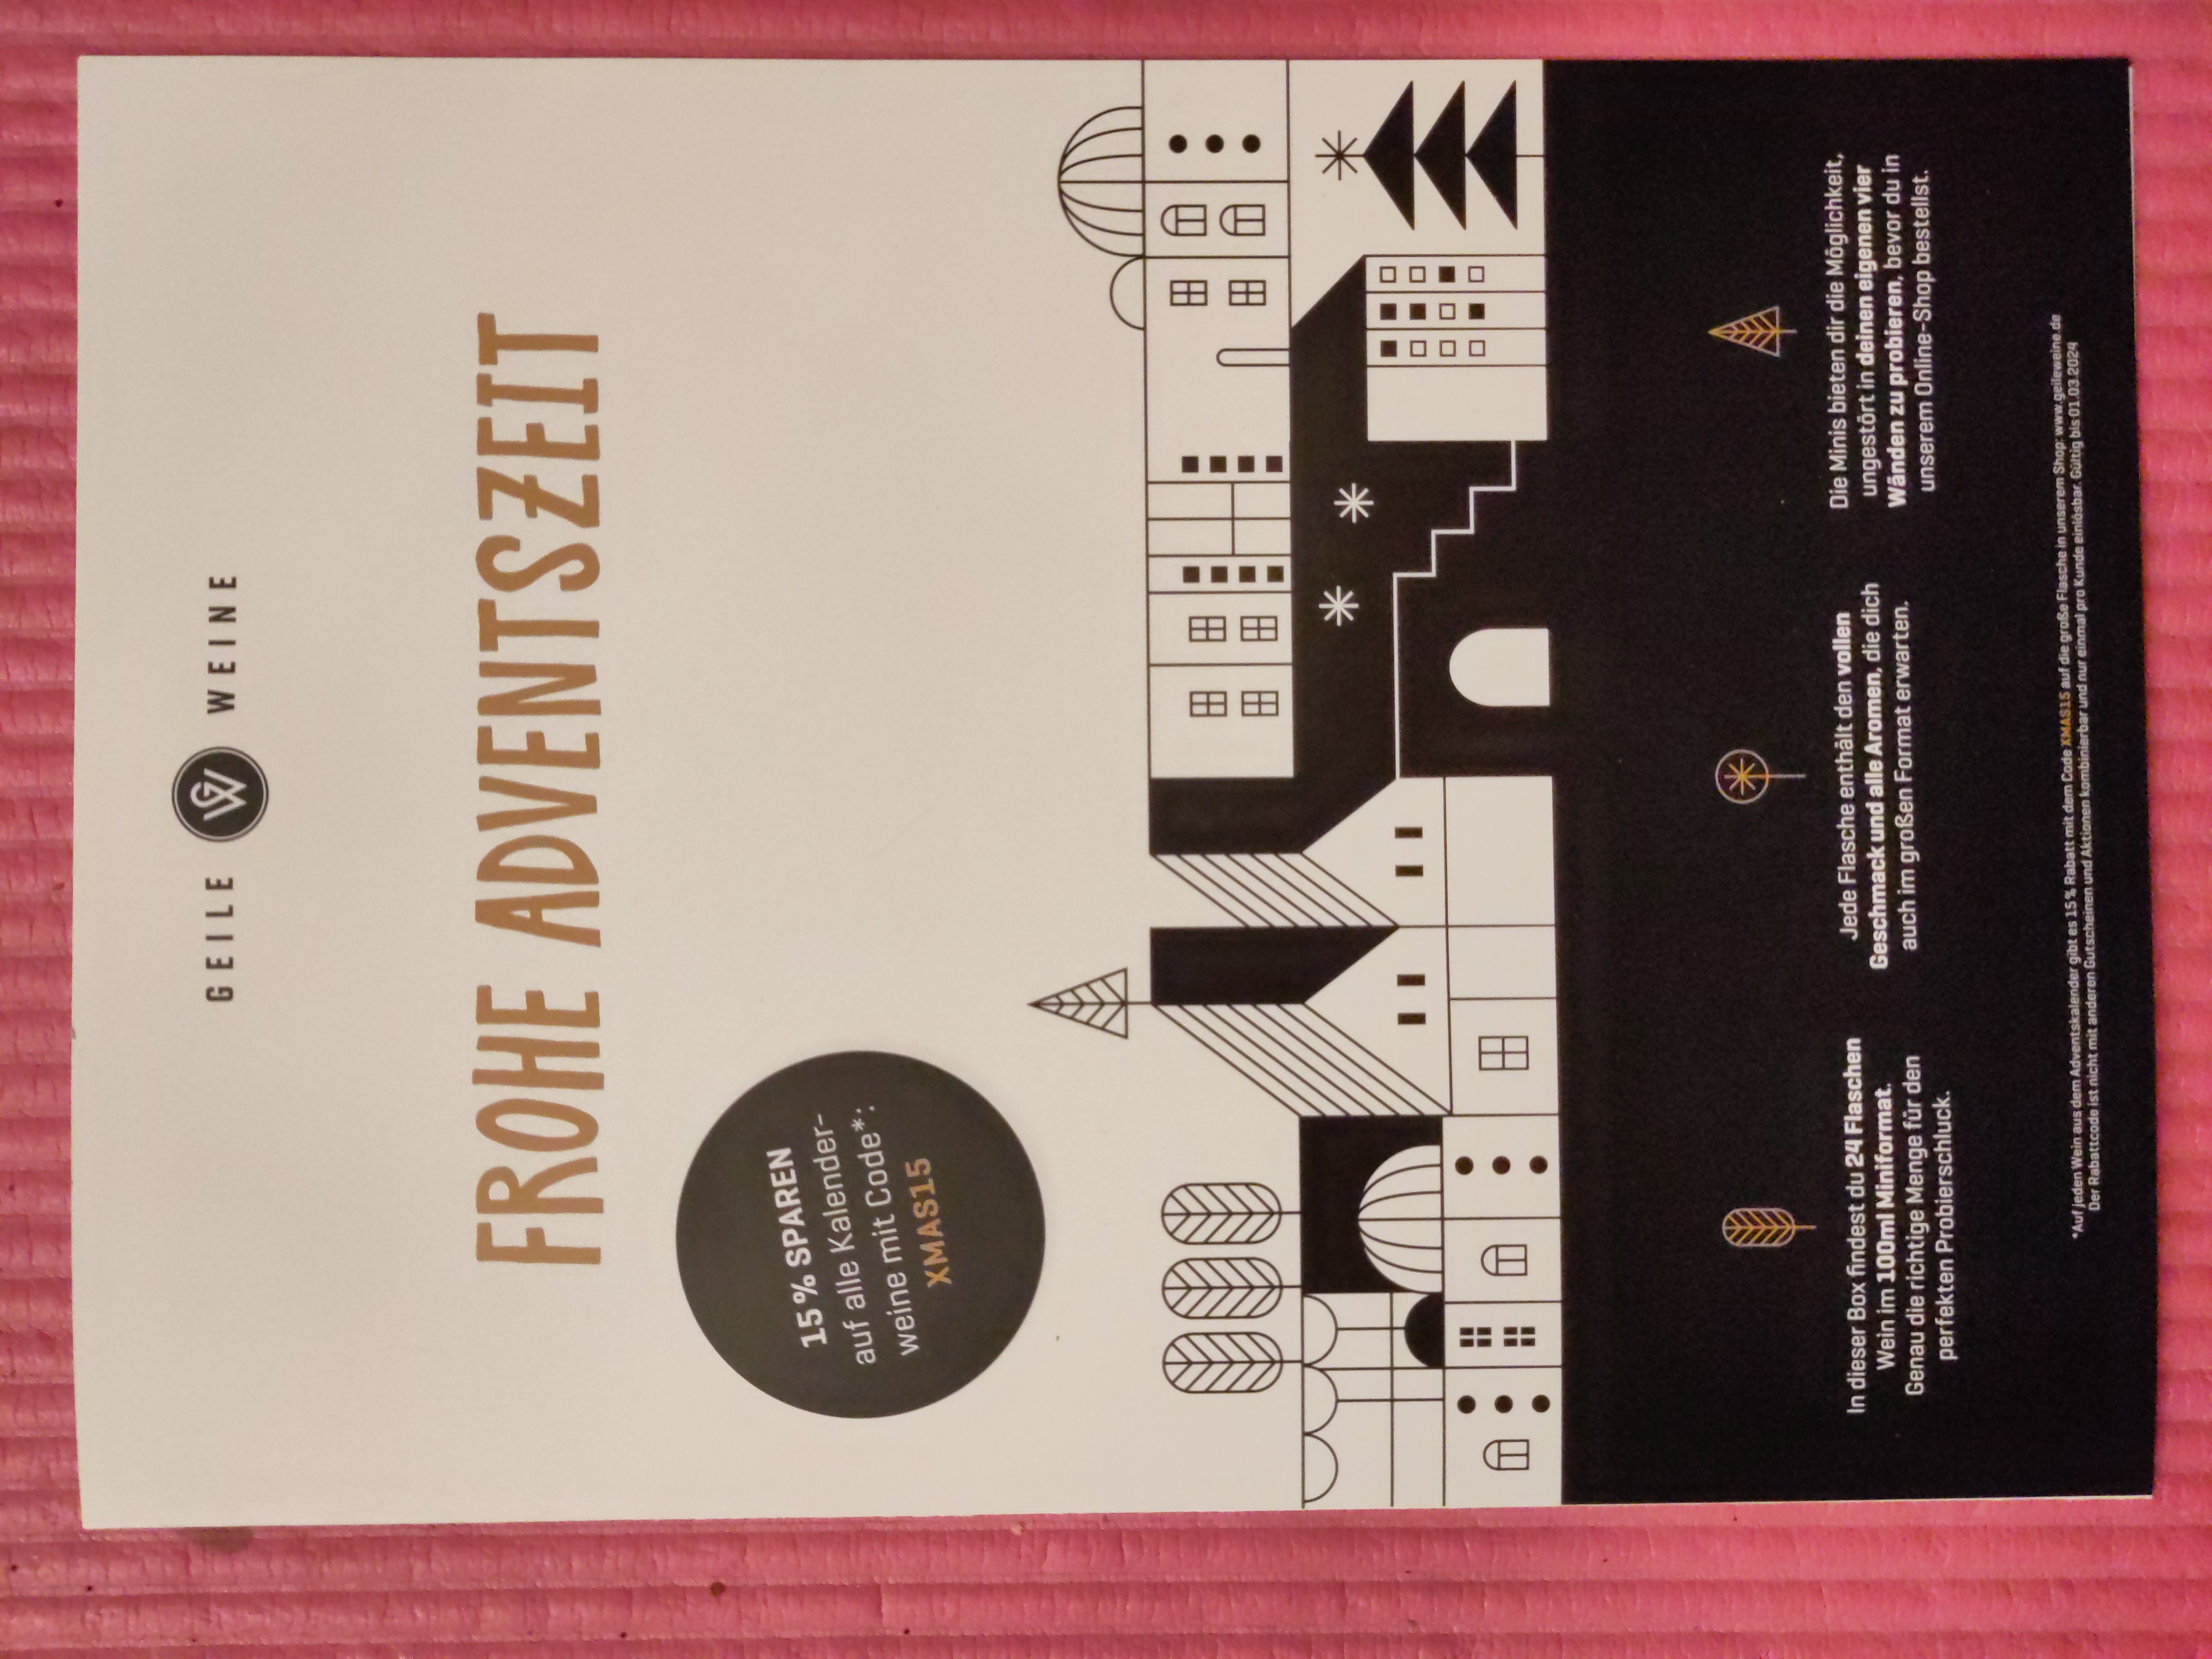 GEILE GW WEINE
FROHE ADVENTSZEIT
15 % SPAREN
auf alle Kalender-
weine mit Code*:
XMAS15
In dieser Box findest du 24 Flaschen
Wein im 100ml Miniformat.
Genau die richtige Menge für den
perfekten Probierschluck.
Jede Flasche enthält den vollen
Geschmack und alle Aromen, die dich
auch im großen Format erwarten.
Die Minis bieten dir die Möglichkeit,
ungestört in deinen eigenen vier
Wänden zu probieren, bevor du in
unserem Online-Shop bestellst.
*Auf jeden Wein aus dem Adventskalender gibt es 15 % Rabatt mit dem Code XMAS15 auf die große Flasche in unserem Shop: www.geileweine.de
Der Rabattcode ist nicht mit anderen Gutscheinen und Aktionen kombinierbar und nur einmal pro Kunde einlösbar. Gültig bis 01.03.2024